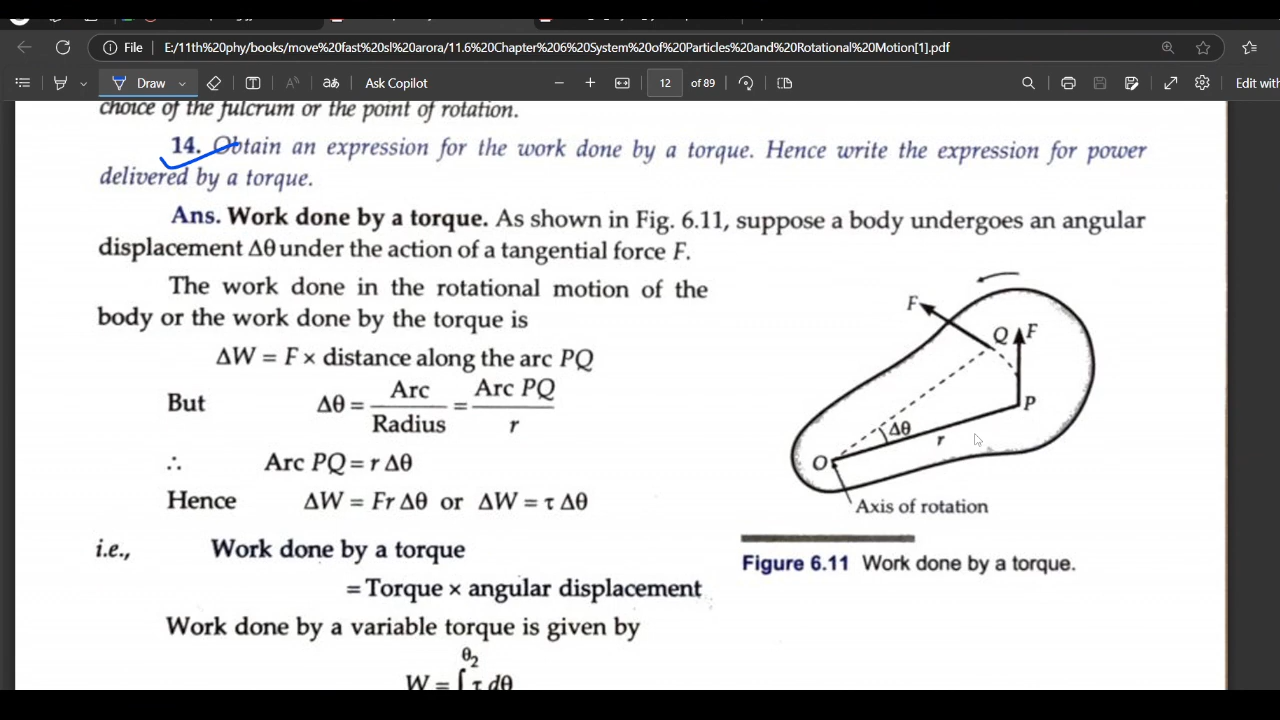 File | E:/11th%20phy/books/move%20fast%20sl%20arora/11.6%20Chapter%206%20System%20of%20Particles%20and%20Rotational%20Motion[1].pdf
Draw aあ Ask Copilot 12 of 89 Edit with
choice of the fulcrum or the point of rotation.
14. Obtain an expression for the work done by a torque. Hence write the expression for power
delivered by a torque.
Ans. Work done by a torque. As shown in Fig. 6.11, suppose a body undergoes an angular
displacement Δθ under the action of a tangential force F.
The work done in the rotational motion of the
body or the work done by the torque is
ΔW = F × distance along the arc PQ
But Δθ = Arc / Radius = Arc PQ / r
∴ Arc PQ = r Δθ
Hence ΔW = Fr Δθ or ΔW = τ Δθ
i.e., Work done by a torque
= Torque × angular displacement
Work done by a variable torque is given by
W = ∫ τ dθ
θ2
F
Q
F
P
Δθ
r
O
Axis of rotation
Figure 6.11 Work done by a torque.